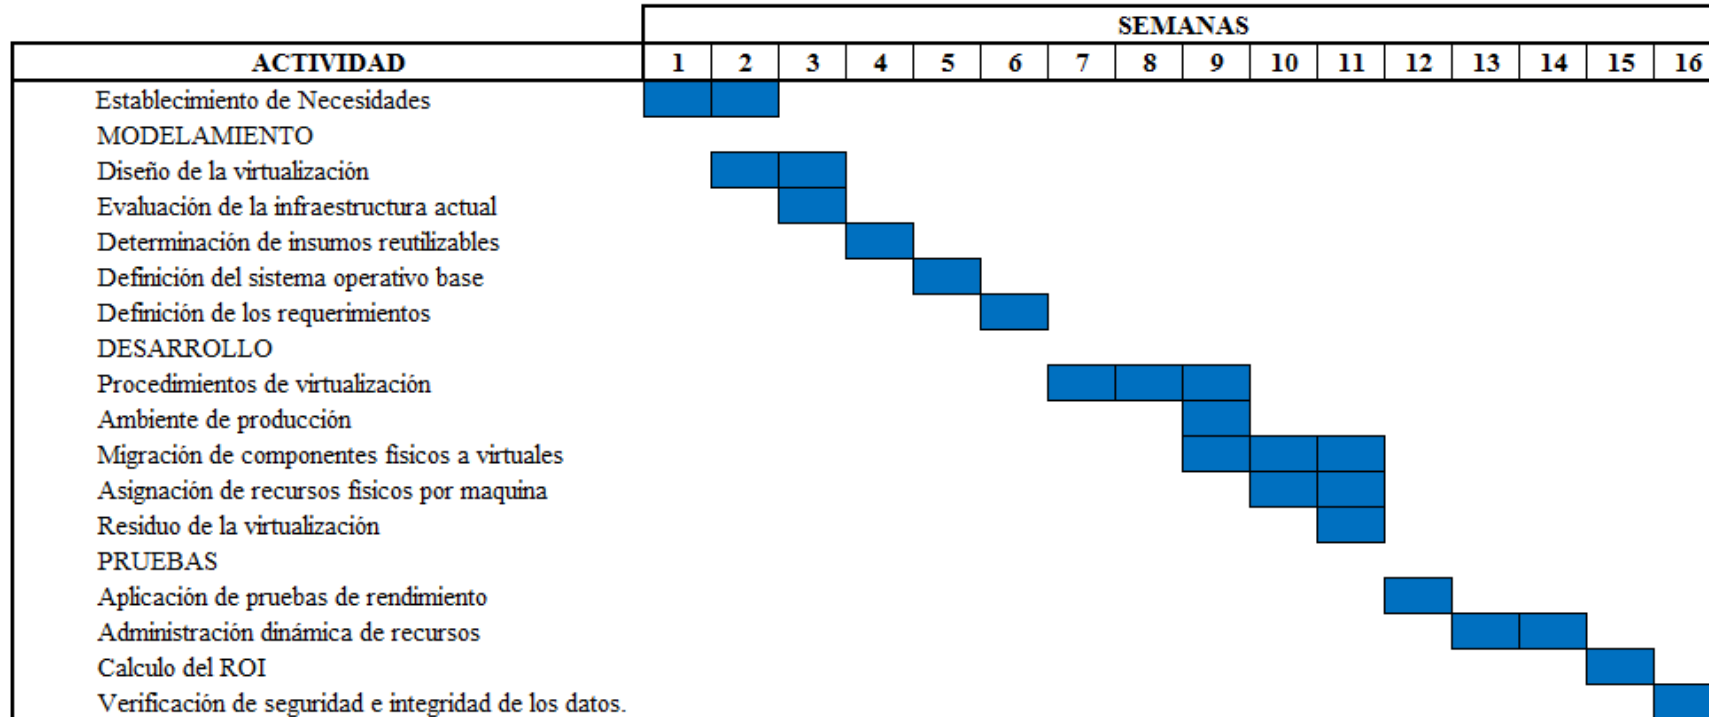 SEMANAS
ACTIVIDAD 1 2 3 4 5 6 7 8 9 10 11 12 13 14 15 16
Establecimiento de Necesidades
MODELAMIENTO
Diseño de la virtualización
Evaluación de la infraestructura actual
Determinación de insumos reutilizables
Definición del sistema operativo base
Definición de los requerimientos
DESARROLLO
Procedimientos de virtualización
Ambiente de producción
Migración de componentes físicos a virtuales
Asignación de recursos físicos por maquina
Residuo de la virtualización
PRUEBAS
Aplicación de pruebas de rendimiento
Administración dinámica de recursos
Calculo del ROI
Verificación de seguridad e integridad de los datos.